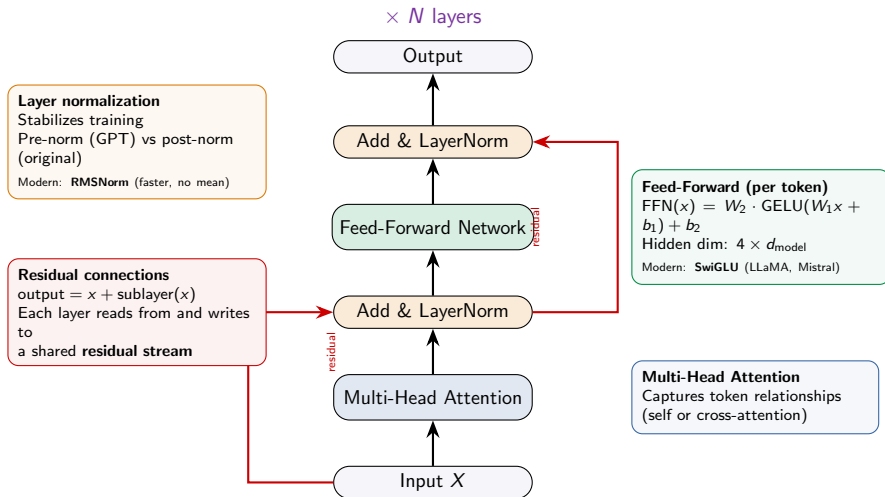 × N layers
Output
Layer normalization
Stabilizes training
Pre-norm (GPT) vs post-norm
(original)
Modern: RMSNorm (faster, no mean)
Add & LayerNorm
Feed-Forward (per token)
FFN(x) = W₂ · GELU(W₁x +
b₁) + b₂
Hidden dim: 4 × d_model
Modern: SwiGLU (LLaMA, Mistral)
Feed-Forward Network
residual
Residual connections
output = x + sublayer(x)
Each layer reads from and writes
to
a shared residual stream
Add & LayerNorm
residual
Multi-Head Attention
Multi-Head Attention
Captures token relationships
(self or cross-attention)
Input X